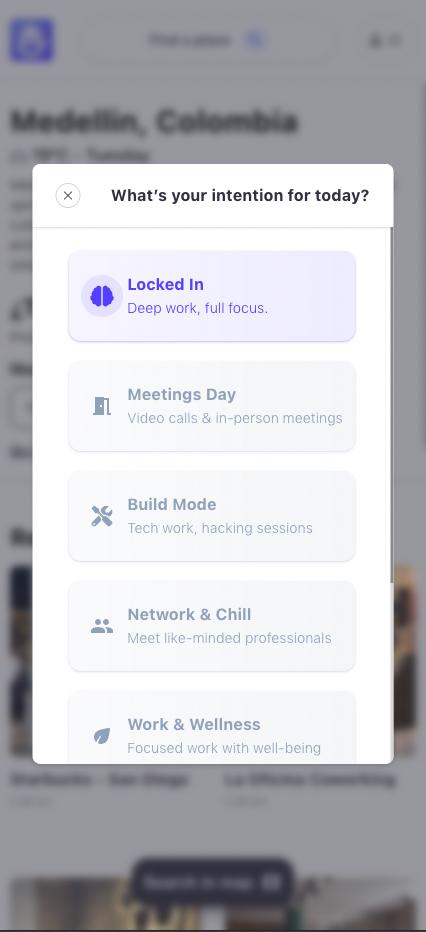 Find a place
Medellin, Colombia
19°C - Tuesday
What's your intention for today?
Locked In
Deep work, full focus.
Meetings Day
Video calls & in-person meetings
Build Mode
Tech work, hacking sessions
Network & Chill
Meet like-minded professionals
Work & Wellness
Focused work with well-being
Starbucks - San Diego
La Oficina Coworking
Search in map